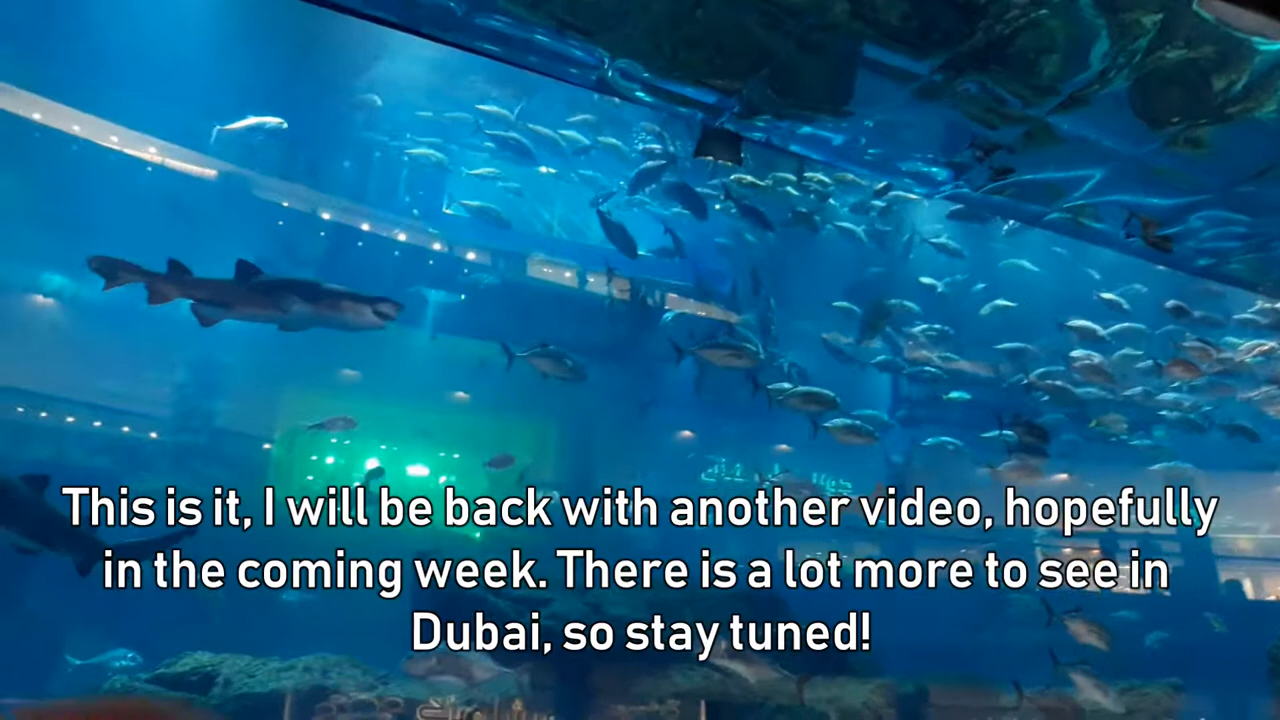 This is it, I will be back with another video, hopefully
in the coming week. There is a lot more to see in
Dubai, so stay tuned!